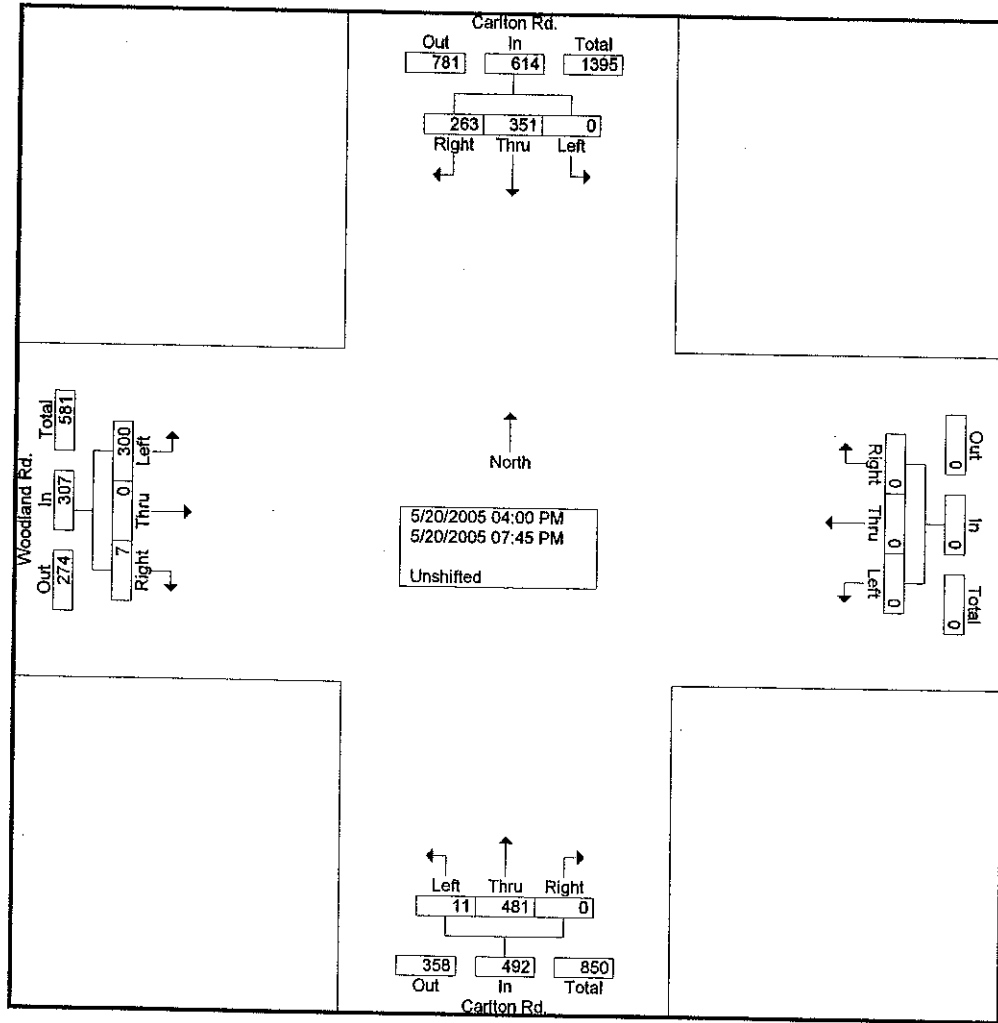 Carlton Rd.
Out In Total
781 614 1395
263 351 0
Right Thru Left
Woodland Rd.
Out In Total
274 307 581
Right Thru Left
7 0 300
North
5/20/2005 04:00 PM
5/20/2005 07:45 PM
Unshifted
Out In Total
0 0 0
Right Thru Left
0 0 0
Left Thru Right
11 481 0
358 492 850
Out In Total
Carlton Rd.